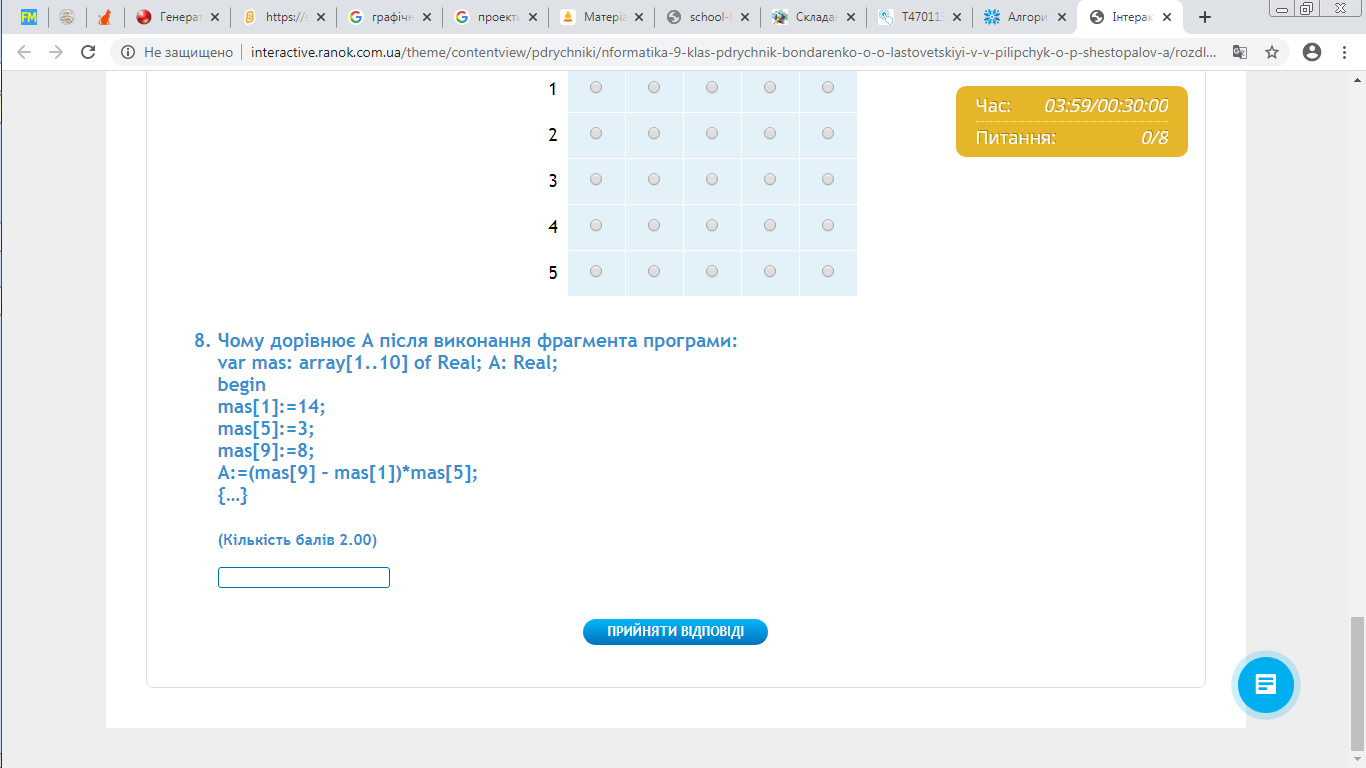 FM
Генерат
https://s
графічн
проекти
Матеріа
school-l
Складан
T47011
Алгори
Інтерак
Не защищено
interactive.ranok.com.ua/theme/contentview/pdrychniki/nformatika-9-klas-pdrychnik-bondarenko-o-o-lastovetskiyi-v-v-pilipchyk-o-p-shestopalov-a/rozdl...
1
Час: 03:59/00:30:00
2
Питання: 0/8
3
4
5
8. Чому дорівнює А після виконання фрагмента програми:
var mas: array[1..10] of Real; A: Real;
begin
mas[1]:=14;
mas[5]:=3;
mas[9]:=8;
A:=(mas[9] – mas[1])*mas[5];
{...}
(Кількість балів 2.00)
ПРИЙНЯТИ ВІДПОВІДІ